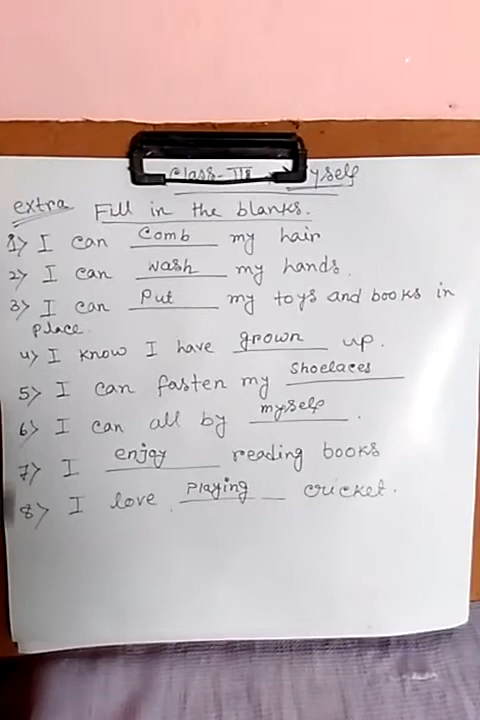 Class-III
extra Fill in the blanks.
1> I can comb my hair
2> I can wash my hands.
3> I can Put my toys and books in
place.
4> I know I have grown up.
5> I can fasten my Shoelaces
6> I can all by myself.
7> I enjoy reading books
8> I love playing cricket.